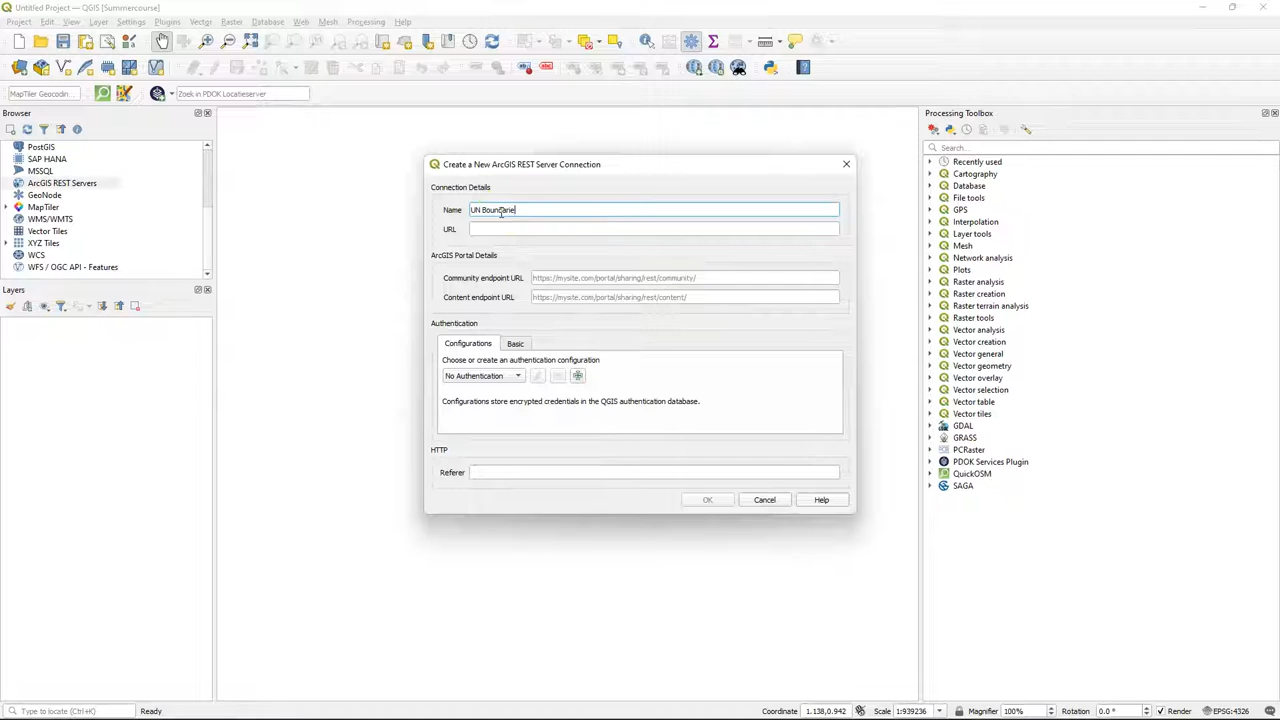 Untitled Project — QGIS [Summercourse]
Project Edit View Layer Settings Plugins Vector Raster Database Web Mesh Processing Help
MapTiler Geocodin...
Zoek in PDOK Locatieserver
Browser
PostGIS
SAP HANA
MSSQL
ArcGIS REST Servers
GeoNode
MapTiler
WMS/WMTS
Vector Tiles
XYZ Tiles
WCS
WFS / OGC API - Features
Layers
Create a New ArcGIS REST Server Connection
Connection Details
Name UN Boundarie
URL
ArcGIS Portal Details
Community endpoint URL https://mysite.com/portal/sharing/rest/community/
Content endpoint URL https://mysite.com/portal/sharing/rest/content/
Authentication
Configurations Basic
Choose or create an authentication configuration
No Authentication
Configurations store encrypted credentials in the QGIS authentication database.
HTTP
Referer
OK Cancel Help
Processing Toolbox
Search...
Recently used
Cartography
Database
File tools
GPS
Interpolation
Layer tools
Mesh
Network analysis
Plots
Raster analysis
Raster creation
Raster terrain analysis
Raster tools
Vector analysis
Vector creation
Vector general
Vector geometry
Vector overlay
Vector selection
Vector table
Vector tiles
GDAL
GRASS
PCRaster
PDOK Services Plugin
QuickOSM
SAGA
Type to locate (Ctrl+K) Ready Coordinate 1.138,0.942 Scale 1:939236 Magnifier 100% Rotation 0.0 ° Render EPSG:4326